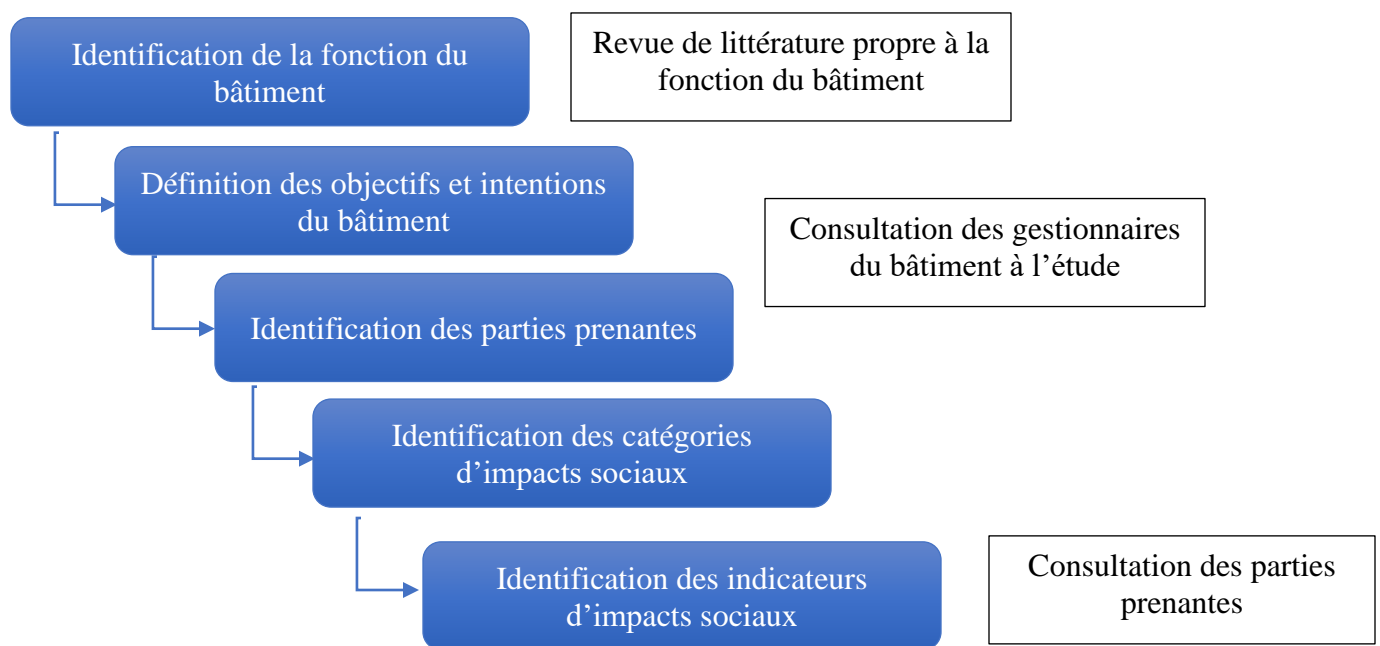 Identification de la fonction du
bâtiment
Revue de littérature propre à la
fonction du bâtiment
Définition des objectifs et intentions
du bâtiment
Consultation des gestionnaires
du bâtiment à l’étude
Identification des parties prenantes
Identification des catégories
d’impacts sociaux
Identification des indicateurs
d’impacts sociaux
Consultation des parties
prenantes